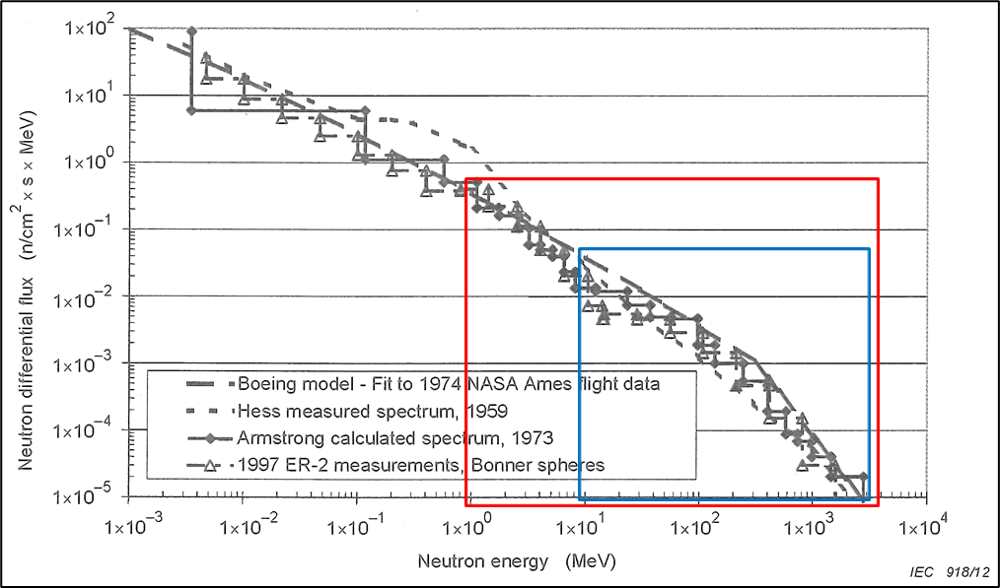 1×10²
1×10¹
1×10⁰
1×10⁻¹
1×10⁻²
1×10⁻³
1×10⁻⁴
1×10⁻⁵
Neutron differential flux (n/cm² × s × MeV)
Boeing model - Fit to 1974 NASA Ames flight data
Hess measured spectrum, 1959
Armstrong calculated spectrum, 1973
1997 ER-2 measurements, Bonner spheres
1×10⁻³ 1×10⁻² 1×10⁻¹ 1×10⁰ 1×10¹ 1×10² 1×10³ 1×10⁴
Neutron energy (MeV)
IEC 918/12